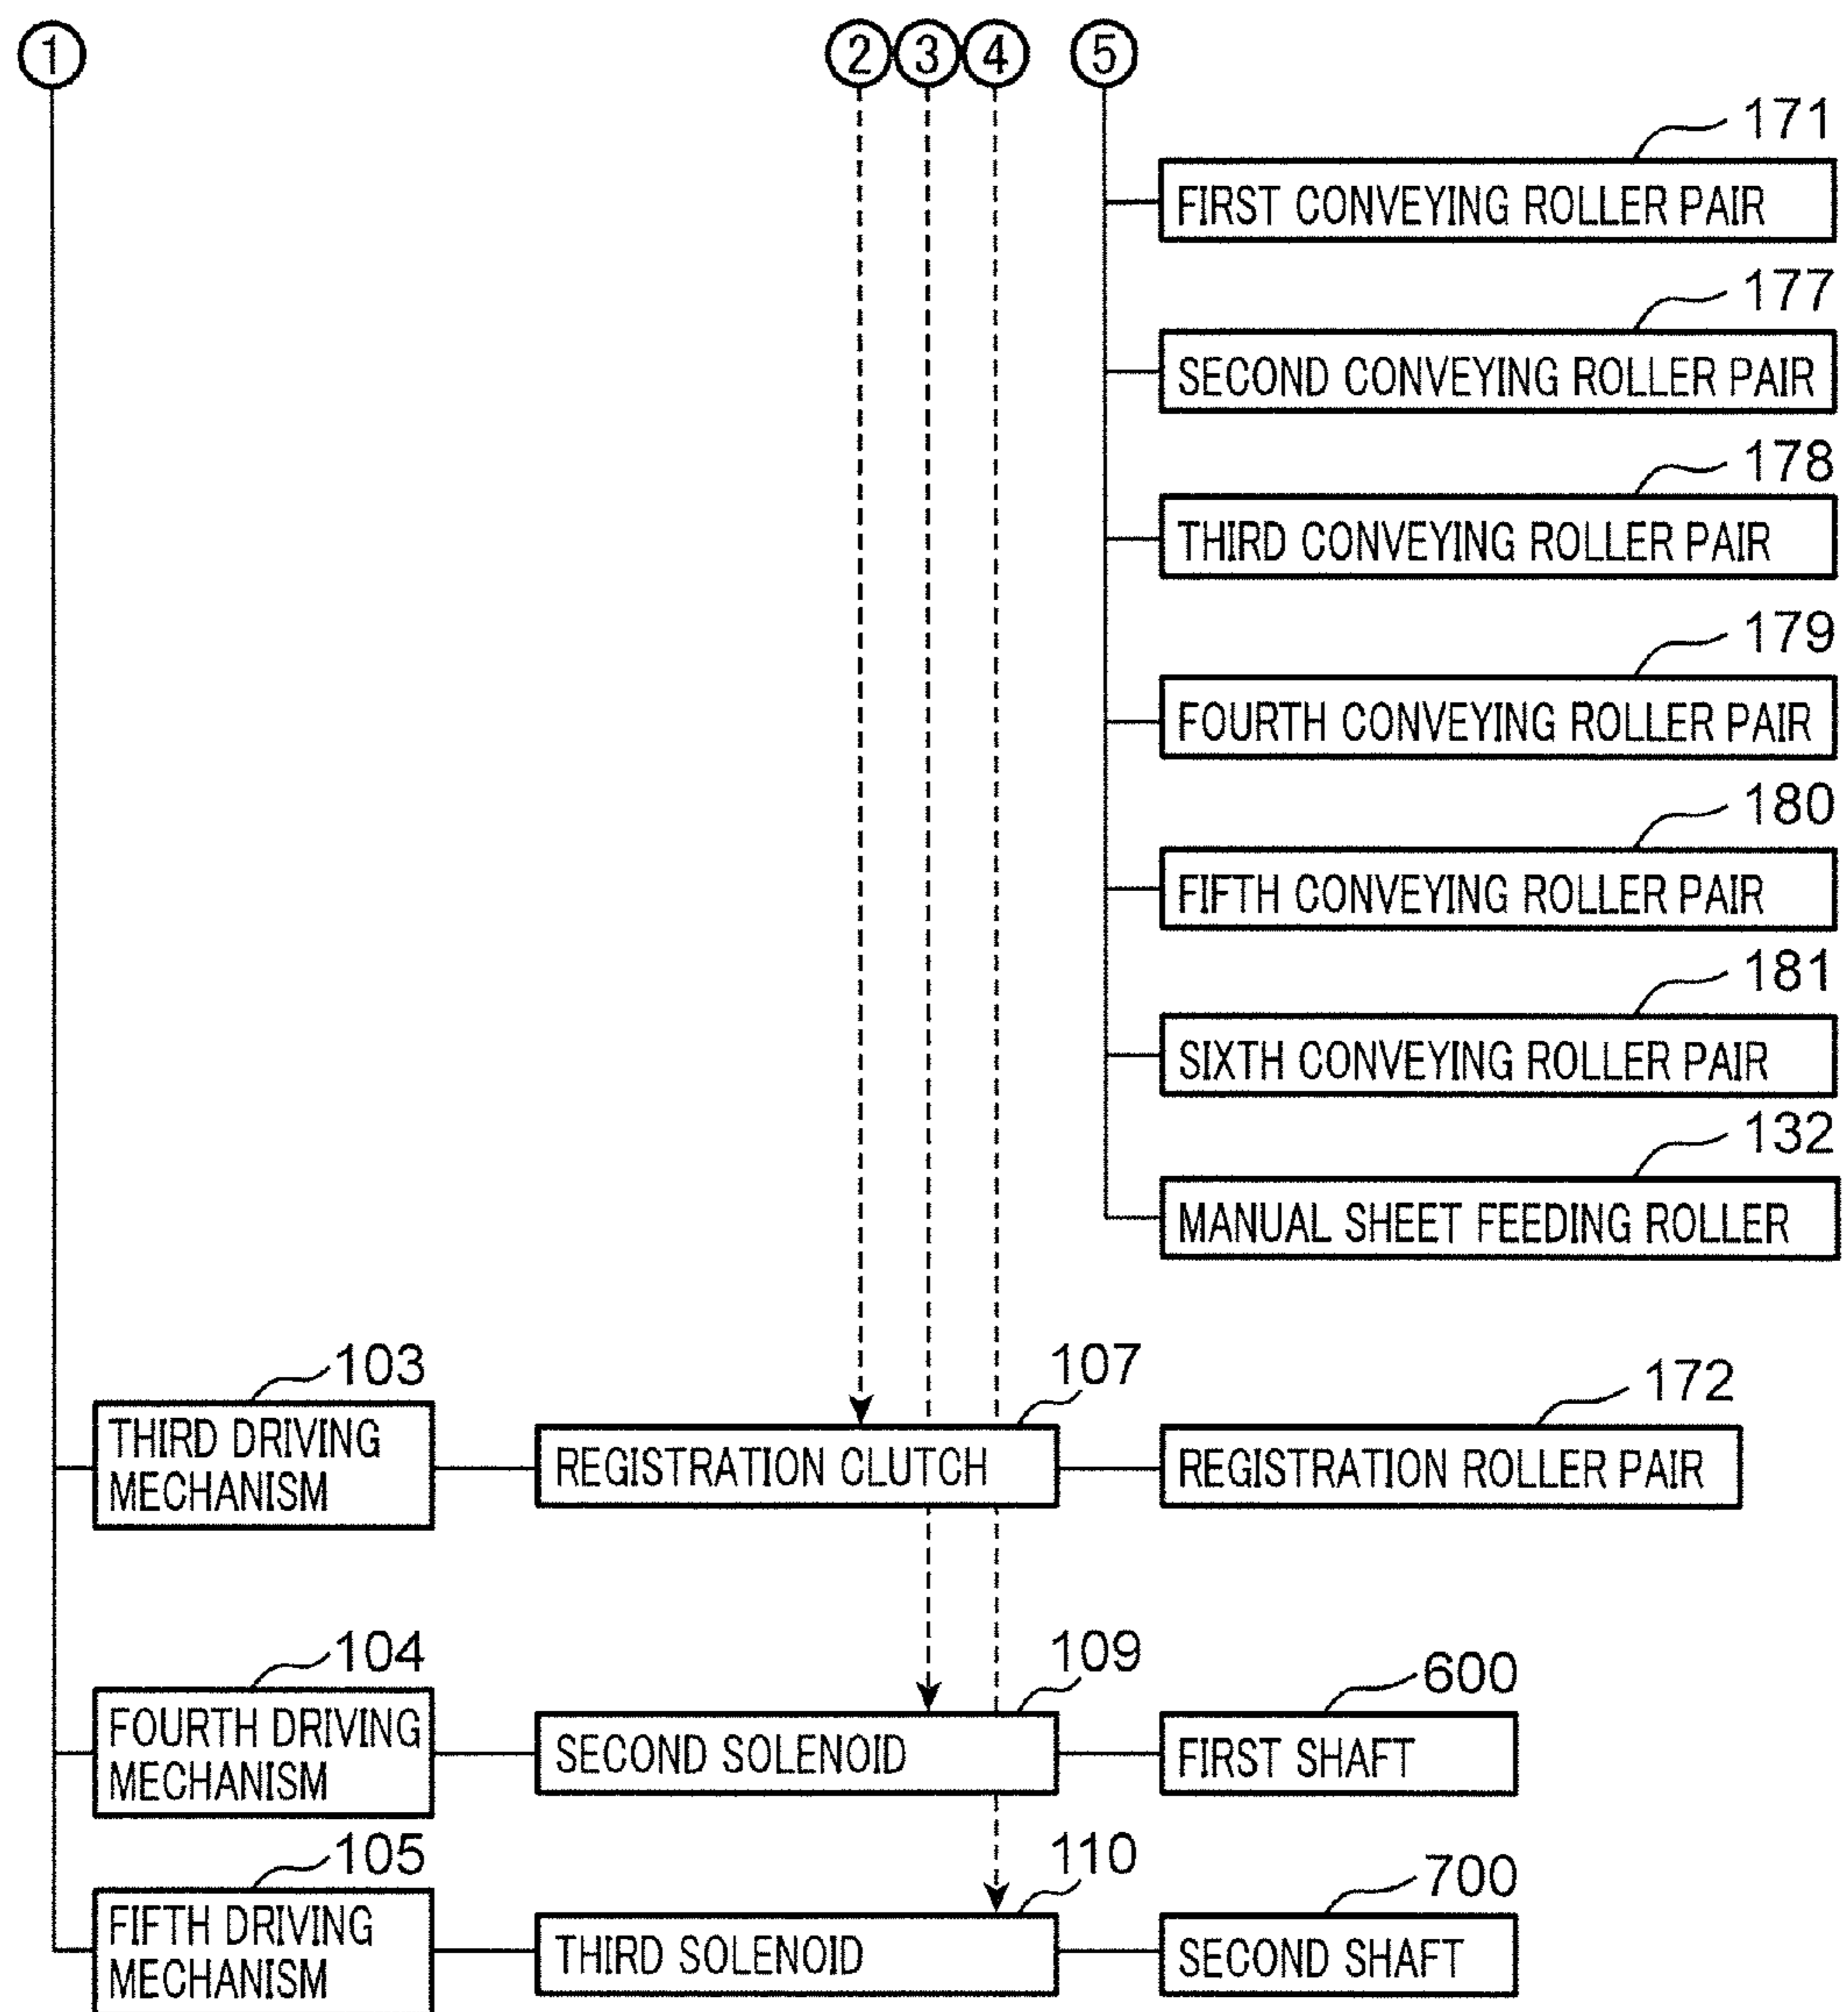 ① ② ③ ④ ⑤
171
FIRST CONVEYING ROLLER PAIR
177
SECOND CONVEYING ROLLER PAIR
178
THIRD CONVEYING ROLLER PAIR
179
FOURTH CONVEYING ROLLER PAIR
180
FIFTH CONVEYING ROLLER PAIR
181
SIXTH CONVEYING ROLLER PAIR
132
MANUAL SHEET FEEDING ROLLER
103
THIRD DRIVING
MECHANISM
107
REGISTRATION CLUTCH
172
REGISTRATION ROLLER PAIR
104
FOURTH DRIVING
MECHANISM
109
SECOND SOLENOID
600
FIRST SHAFT
105
FIFTH DRIVING
MECHANISM
110
THIRD SOLENOID
700
SECOND SHAFT